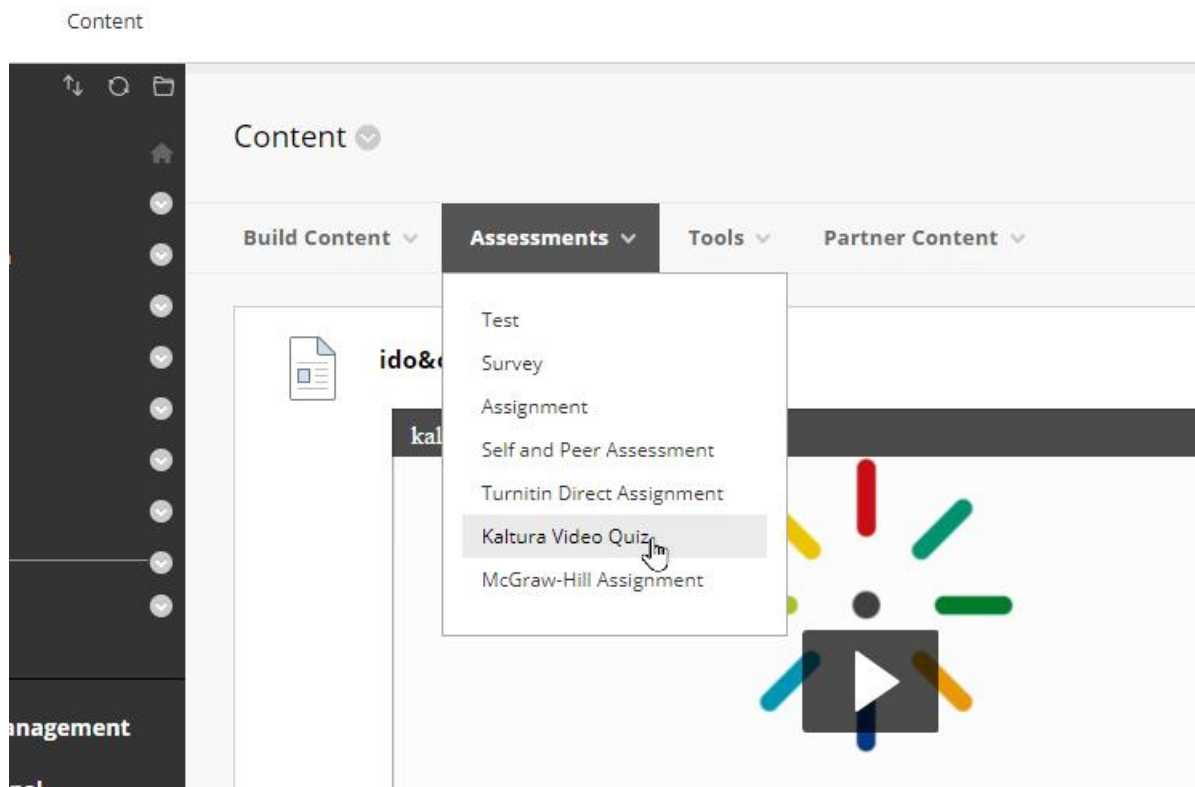 Content
Content
Build Content Assessments Tools Partner Content
Test
Survey
Assignment
Self and Peer Assessment
Turnitin Direct Assignment
Kaltura Video Quiz
McGraw-Hill Assignment